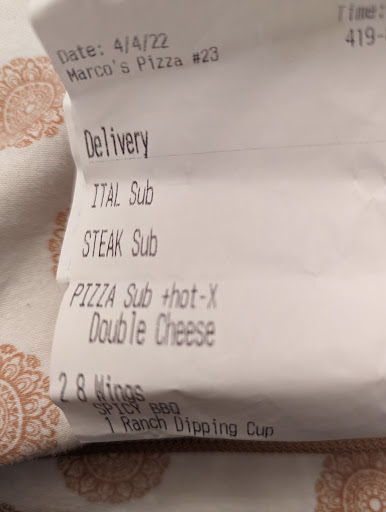 Time:
Date: 4/4/22
419-
Marco's Pizza #23
Delivery
ITAL Sub
STEAK Sub
PIZZA Sub +hot-X
Double Cheese
2 8 Wings
SPICY BBQ
1 Ranch Dipping Cup